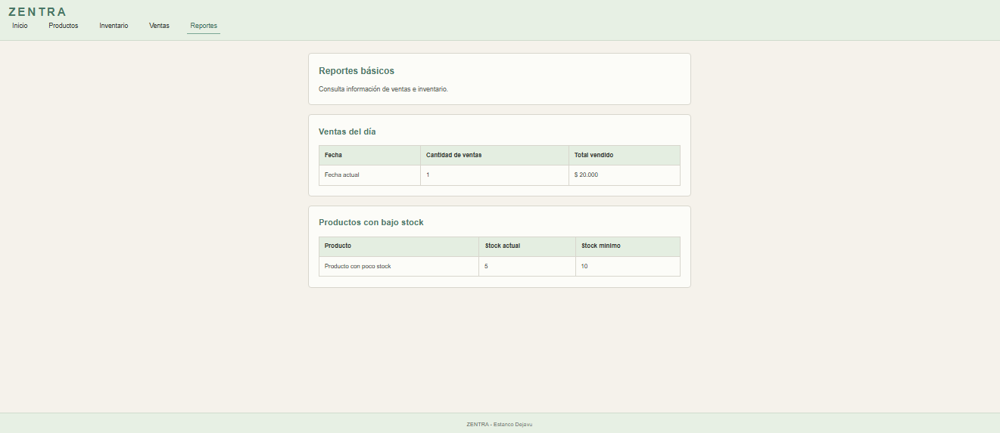 ZENTRA
Inicio Productos Inventario Ventas Reportes
Reportes básicos
Consulta información de ventas e inventario.
Ventas del día
Fecha Cantidad de ventas Total vendido
Fecha actual 1 $ 20.000
Productos con bajo stock
Producto Stock actual Stock mínimo
Producto con poco stock 5 10
ZENTRA - Estanco Dejavu